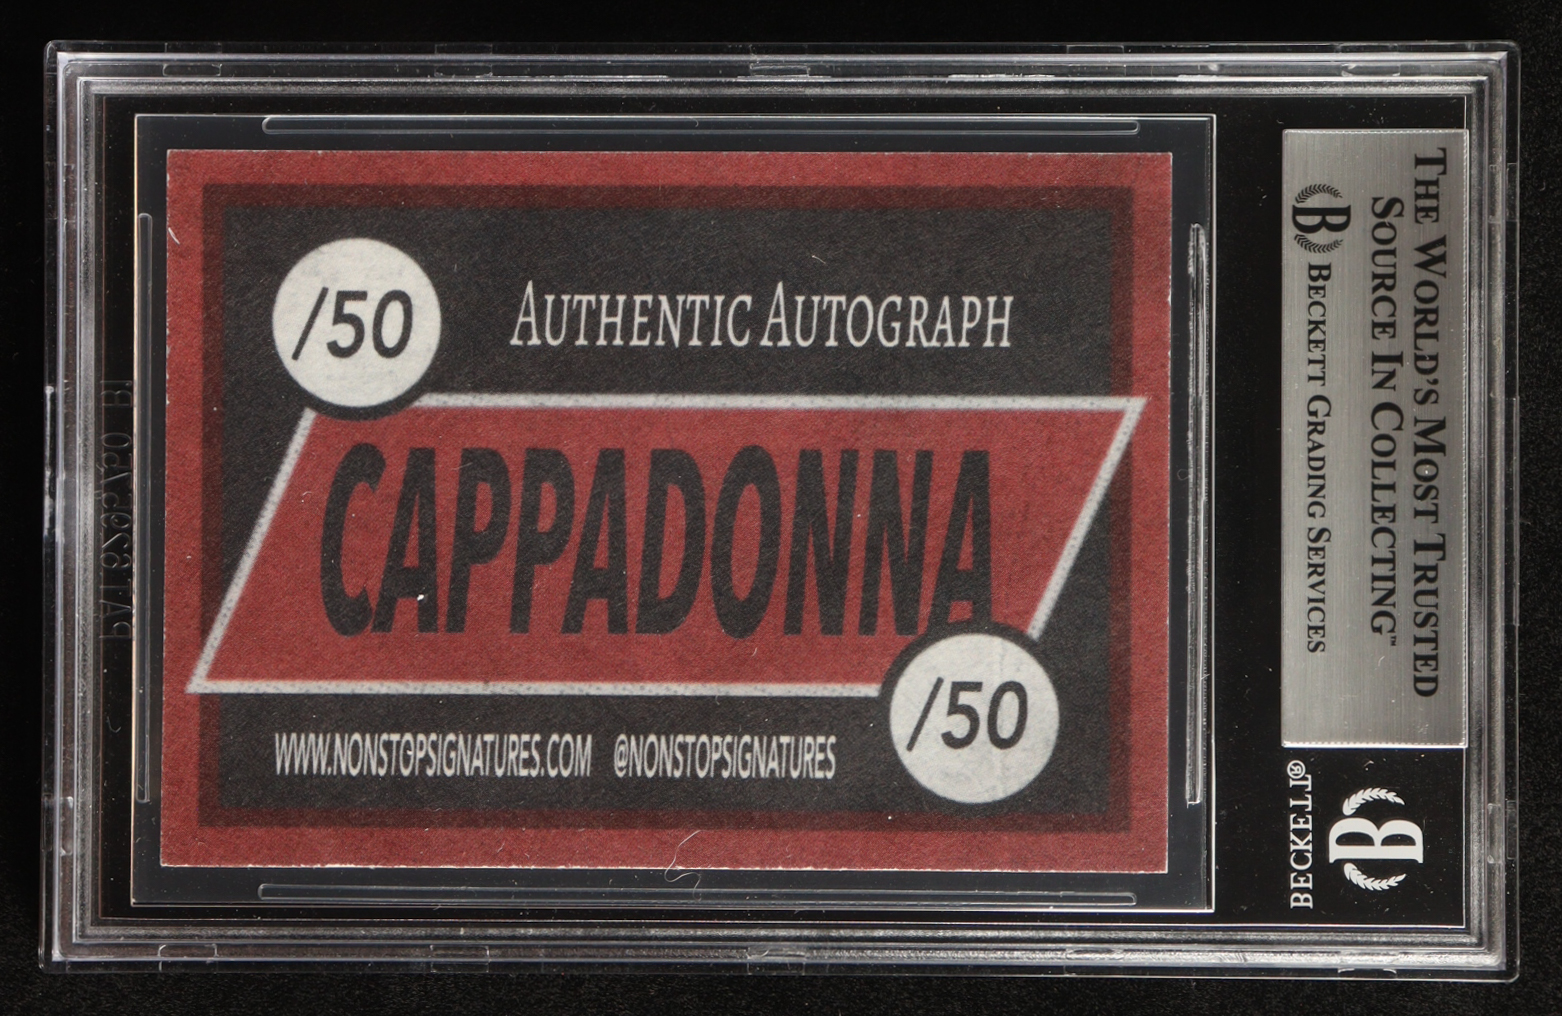 /50
AUTHENTIC AUTOGRAPH
CAPPADONNA
/50
WWW.NONSTOPSIGNATURES.COM @NONSTOPSIGNATURES
THE WORLD'S MOST TRUSTED
SOURCE IN COLLECTING™
B BECKETT GRADING SERVICES
BECKETT®
B